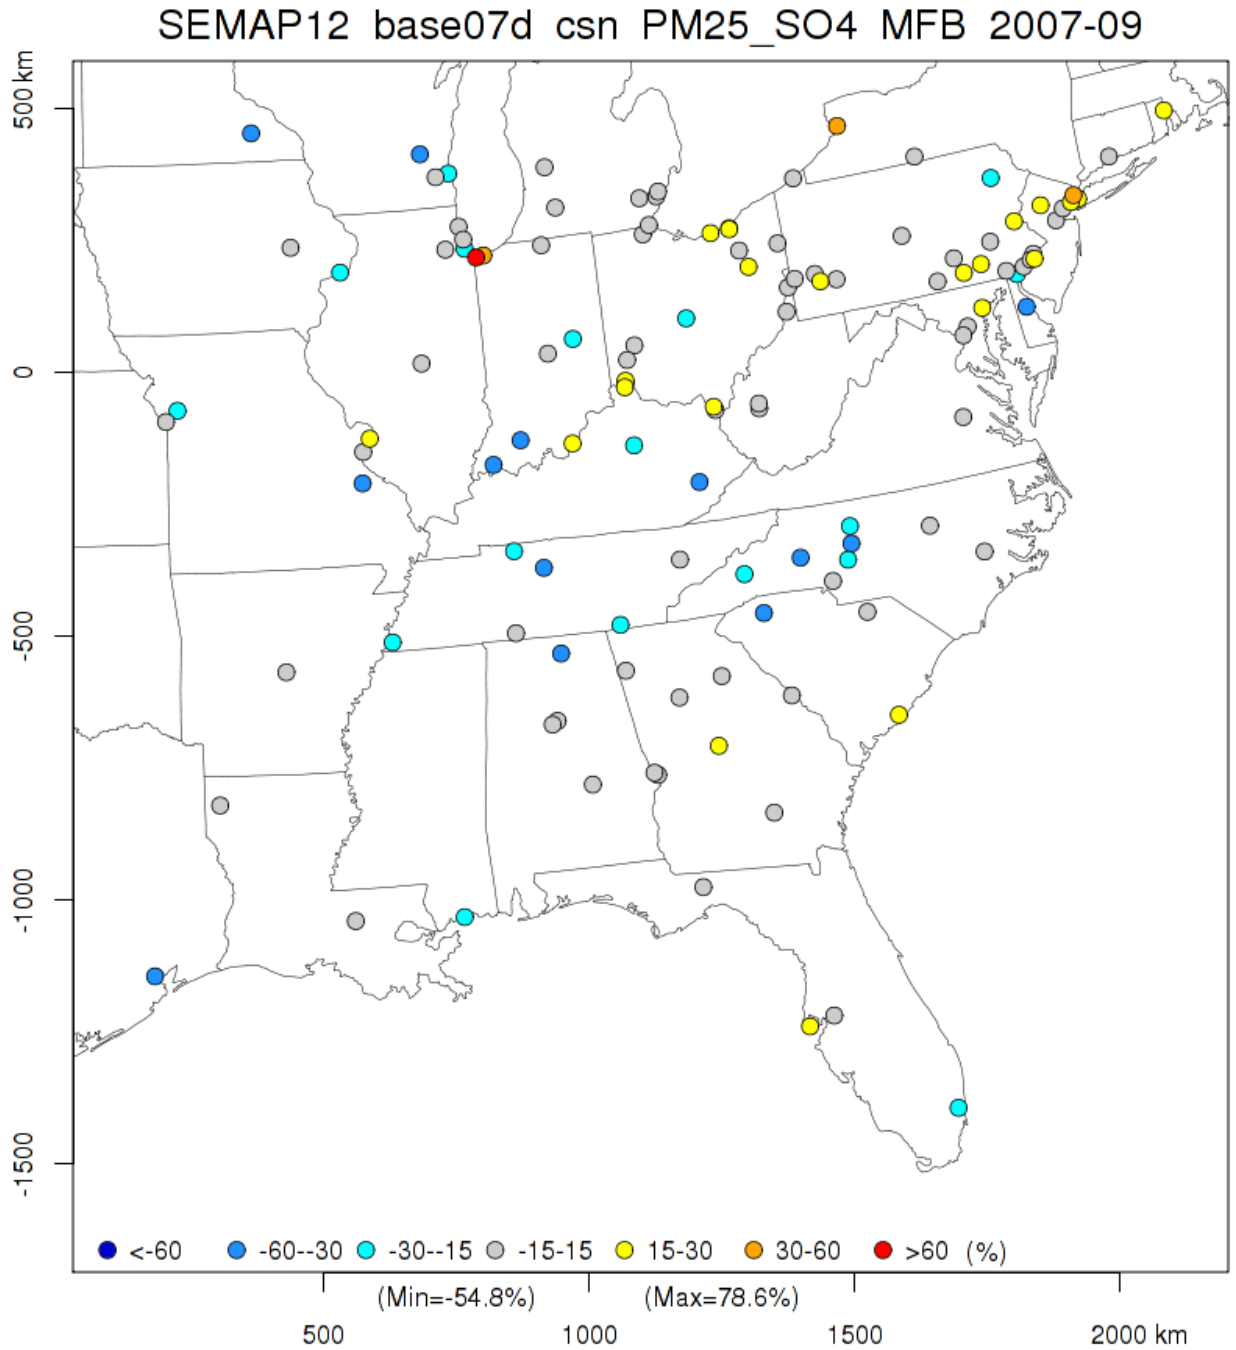 SEMAP12 base07d csn PM25_SO4 MFB 2007-09
500 km
0
-500
-1000
-1500
<-60 -60--30 -30--15 -15-15 15-30 30-60 >60 (%)
(Min=-54.8%) (Max=78.6%)
500 1000 1500 2000 km